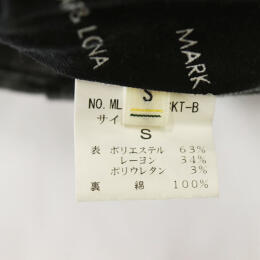 MARK
LOVA
NO. ML
KT-B
サイ
S
S
表 ポリエステル 63%
レーヨン 34%
ポリウレタン 3%
裏 綿 100%